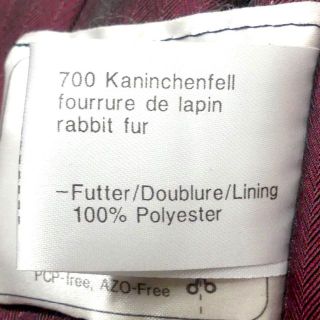 700 Kaninchenfell
fourrure de lapin
rabbit fur
-Futter/Doublure/Lining
100% Polyester
PCP-free, AZO-Free